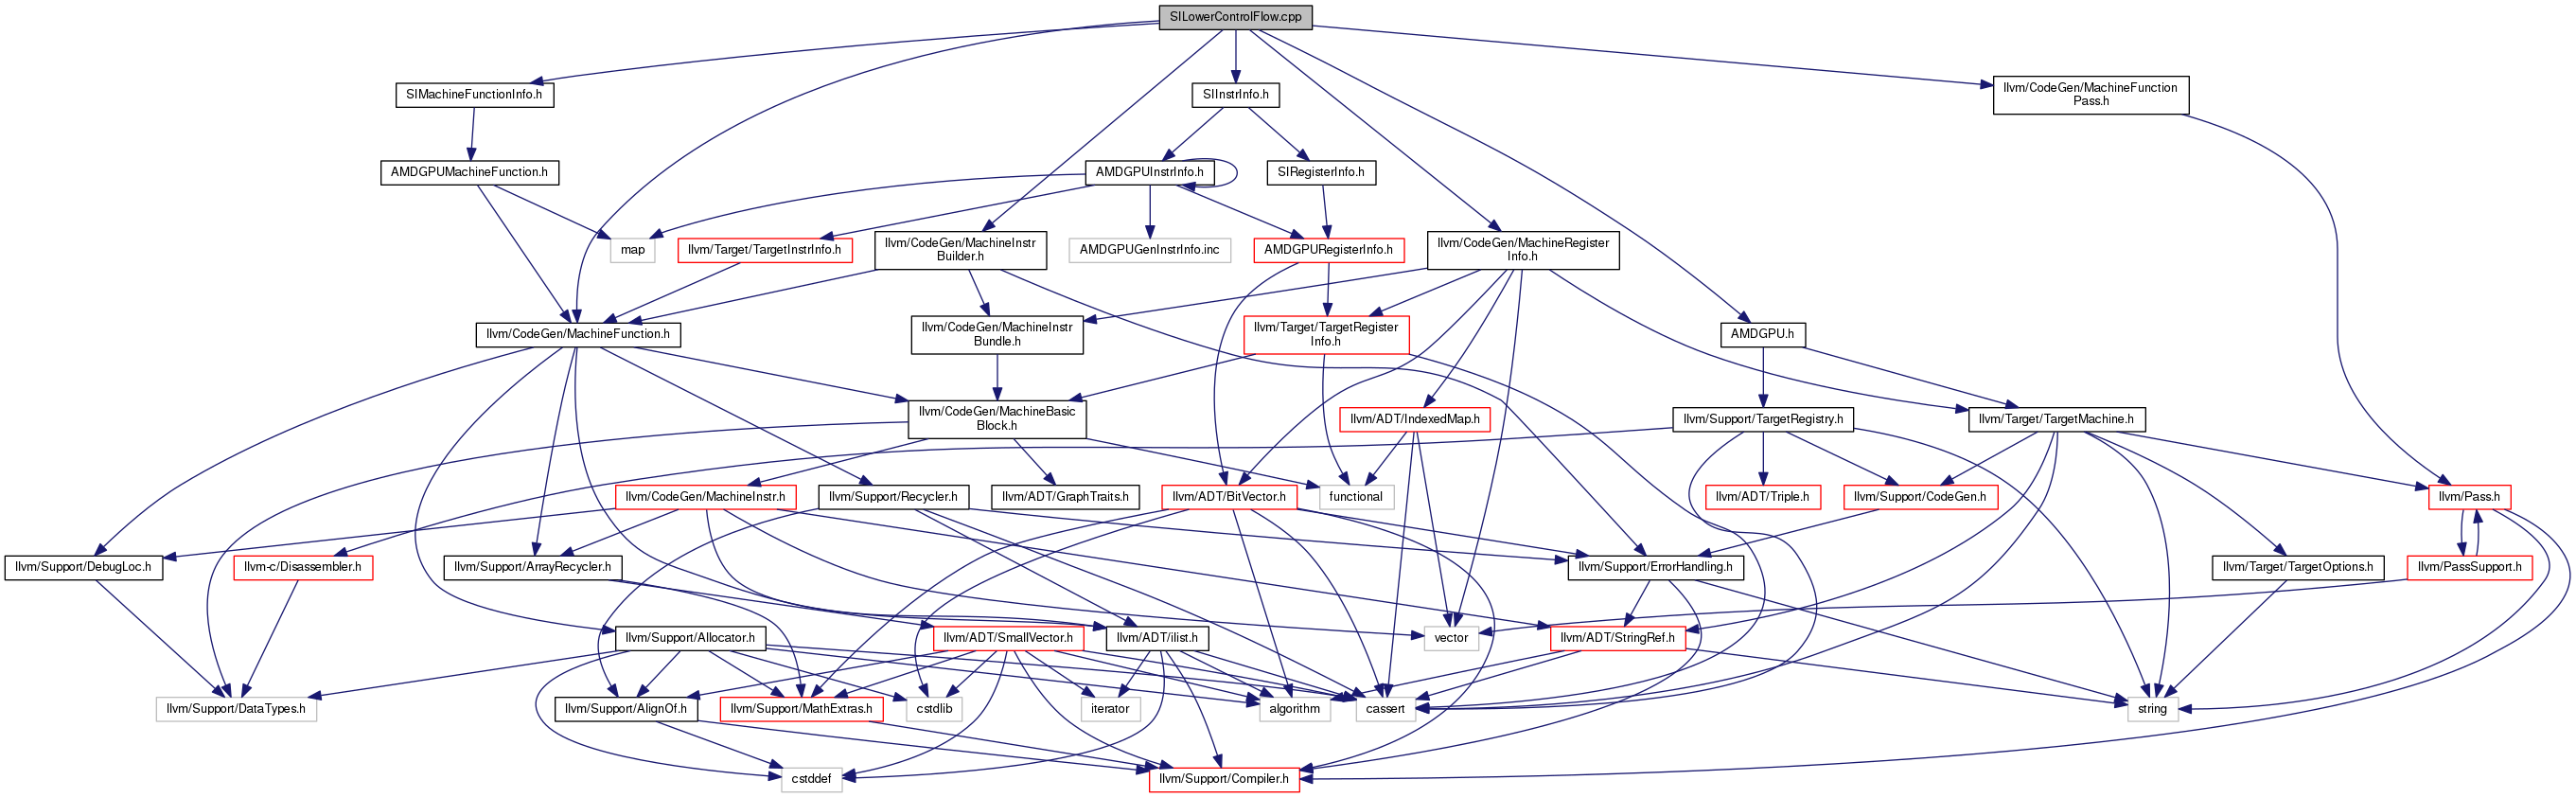 SILowerControlFlow.cpp
SIMachineFunctionInfo.h
SIInstrInfo.h
llvm/CodeGen/MachineFunction
Pass.h
AMDGPUMachineFunction.h
AMDGPUInstrInfo.h
SIRegisterInfo.h
map
llvm/Target/TargetInstrInfo.h
llvm/CodeGen/MachineInstr
Builder.h
AMDGPUGenInstrInfo.inc
AMDGPURegisterInfo.h
llvm/CodeGen/MachineRegister
Info.h
llvm/CodeGen/MachineFunction.h
llvm/CodeGen/MachineInstr
Bundle.h
llvm/Target/TargetRegister
Info.h
AMDGPU.h
llvm/CodeGen/MachineBasic
Block.h
llvm/ADT/IndexedMap.h
llvm/Support/TargetRegistry.h
llvm/Target/TargetMachine.h
llvm/CodeGen/MachineInstr.h
llvm/Support/Recycler.h
llvm/ADT/GraphTraits.h
llvm/ADT/BitVector.h
functional
llvm/ADT/Triple.h
llvm/Support/CodeGen.h
llvm/Pass.h
llvm/Support/DebugLoc.h
llvm-c/Disassembler.h
llvm/Support/ArrayRecycler.h
llvm/Support/ErrorHandling.h
llvm/Target/TargetOptions.h
llvm/PassSupport.h
llvm/Support/Allocator.h
llvm/ADT/SmallVector.h
llvm/ADT/ilist.h
vector
llvm/ADT/StringRef.h
llvm/Support/DataTypes.h
llvm/Support/AlignOf.h
llvm/Support/MathExtras.h
cstdlib
iterator
algorithm
cassert
string
cstddef
llvm/Support/Compiler.h